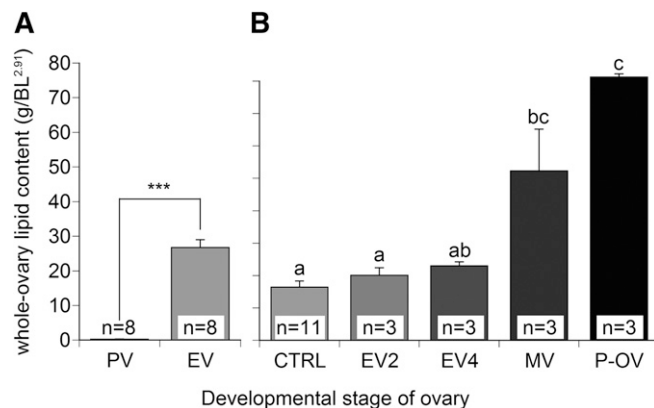 A
B
whole-ovary lipid content (g/BL2.91)
80
70
60
50
40
30
20
10
0
***
n=8
n=8
PV
EV
a
a
ab
bc
c
n=11
n=3
n=3
n=3
n=3
CTRL
EV2
EV4
MV
P-OV
Developmental stage of ovary